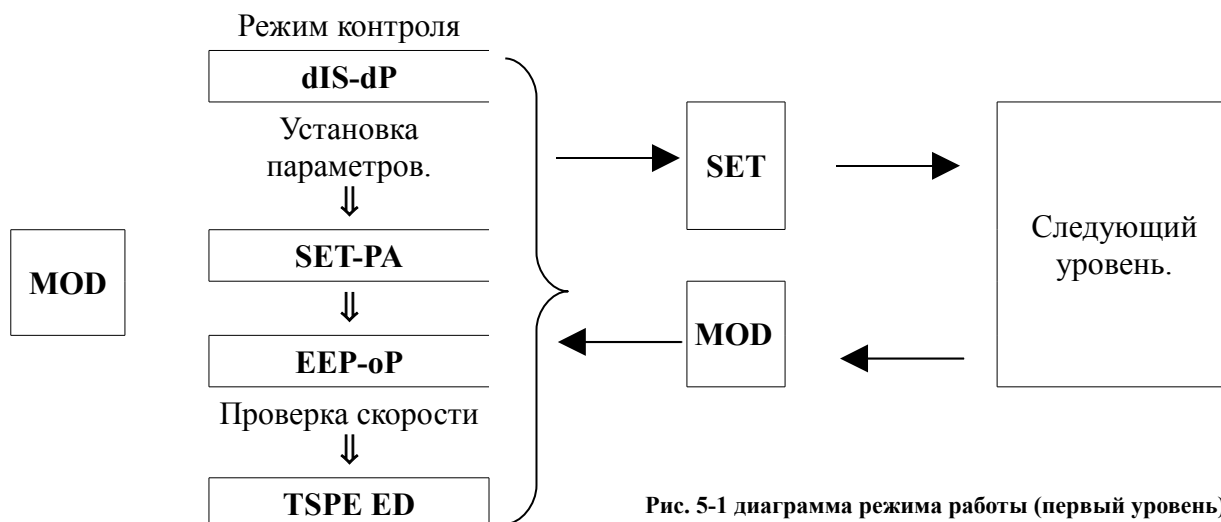 Режим контроля
dIS-dP
Установка
параметров.
⇓
SET-PA
MOD
⇓
EEP-oP
Проверка скорости
⇓
TSPE ED
SET
MOD
Следующий
уровень.
Рис. 5-1 диаграмма режима работы (первый уровень)